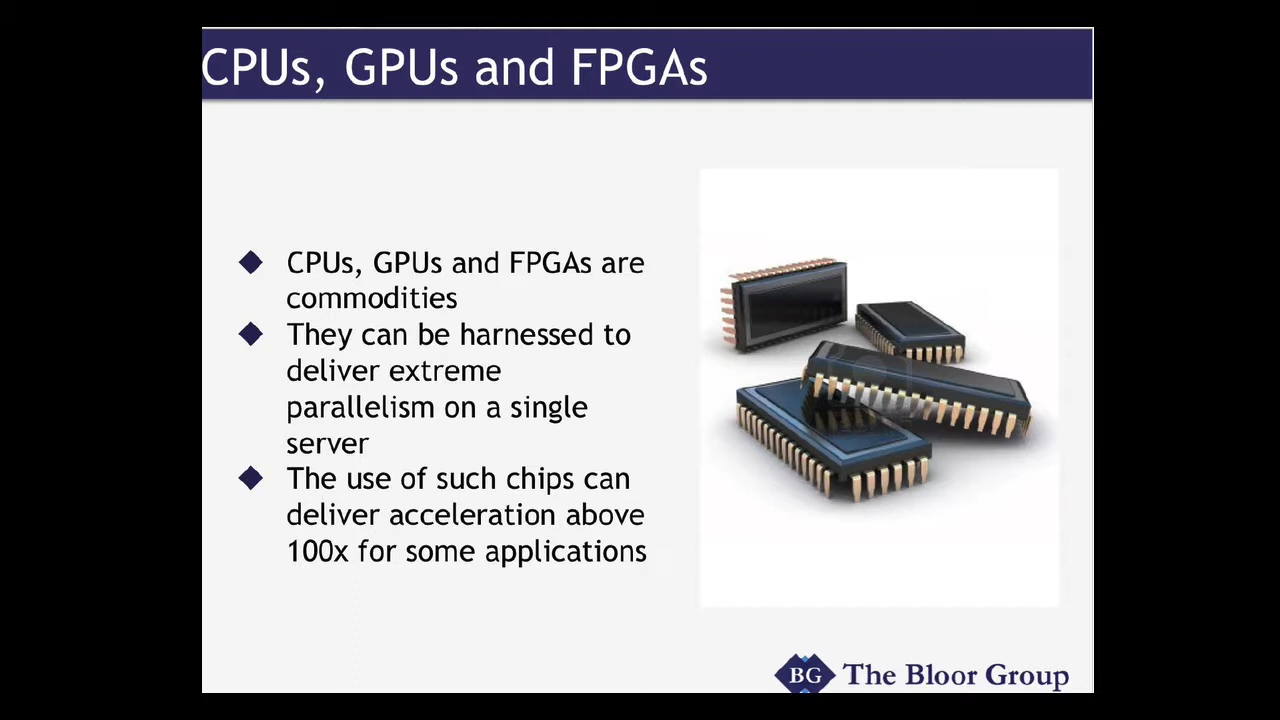 CPUs, GPUs and FPGAs
CPUs, GPUs and FPGAs are
commodities
They can be harnessed to
deliver extreme
parallelism on a single
server
The use of such chips can
deliver acceleration above
100x for some applications
BG The Bloor Group